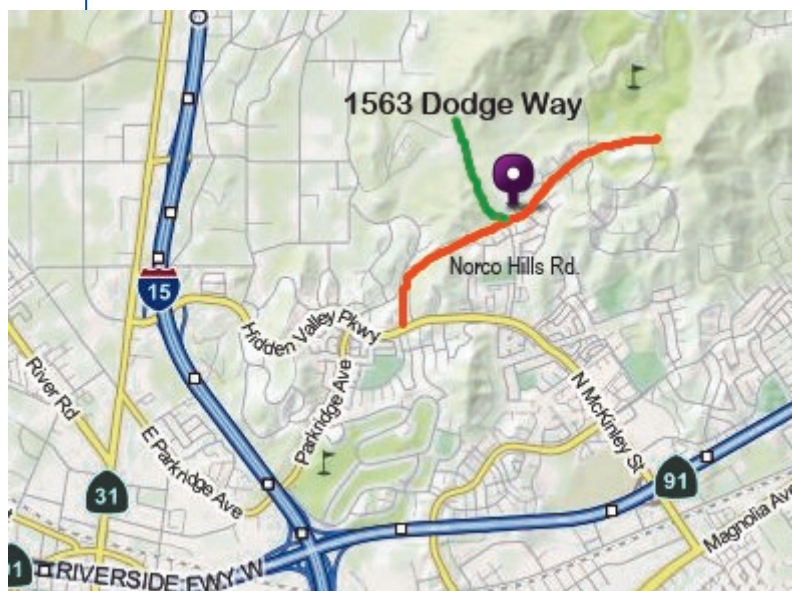 1563 Dodge Way
Norco Hills Rd.
15
Hidden Valley Pkwy
River Rd
Parkridge Ave
N McKinley St
E Parkridge Ave
31
91
Magnolia Ave
RIVERSIDE FWY W